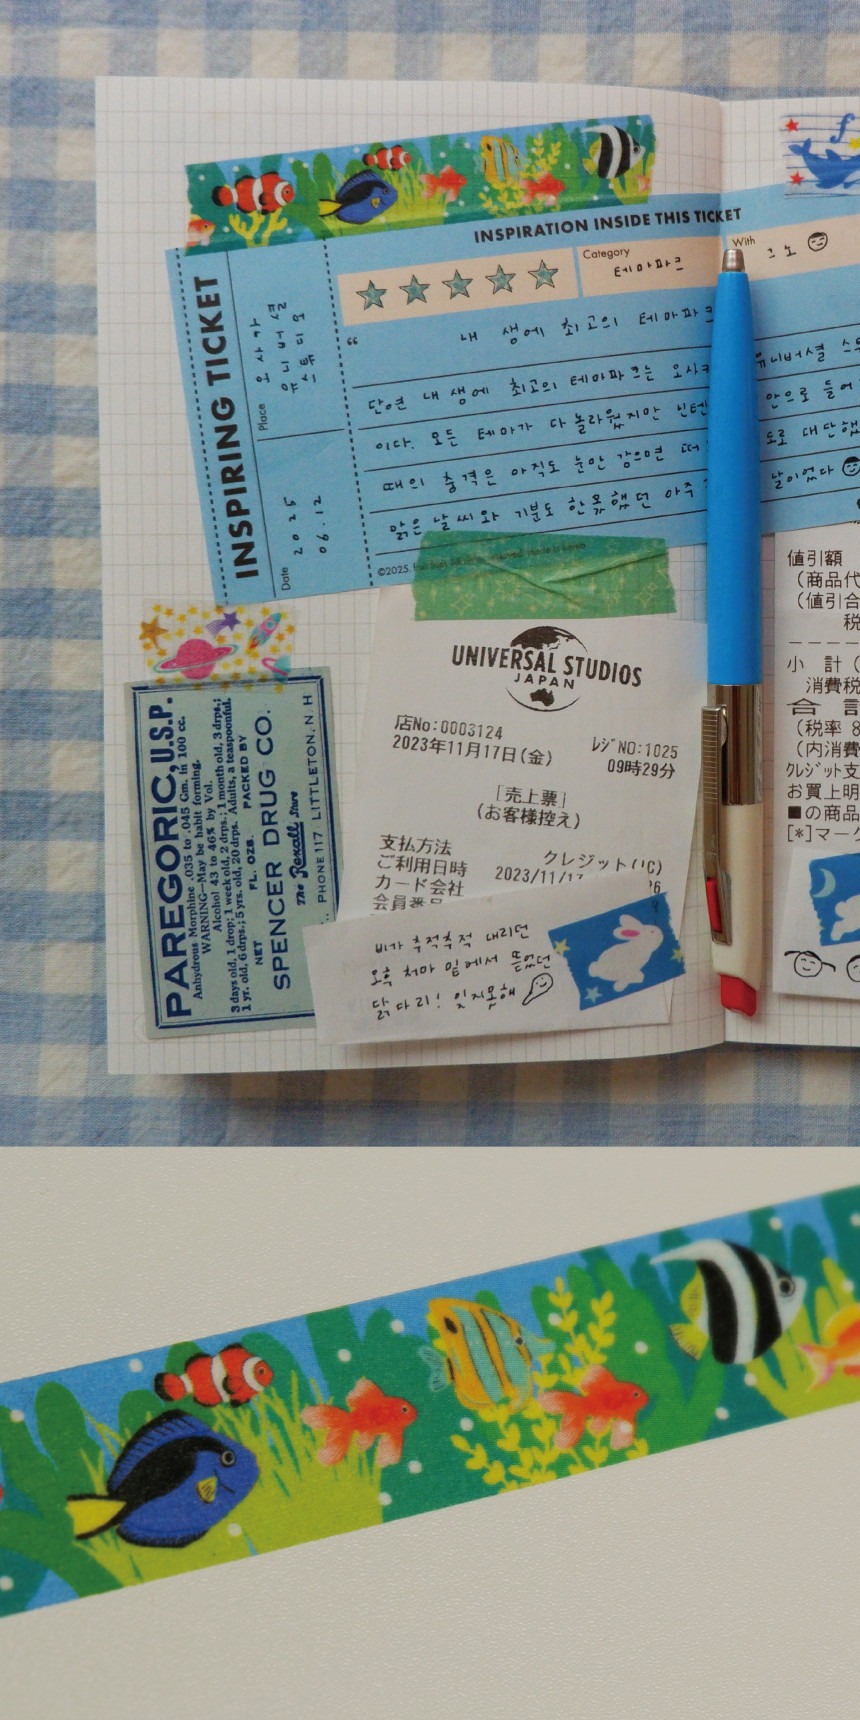 INSPIRATION INSIDE THIS TICKET
INSPIRING TICKET
Place 오사카
유니버셜
스튜디오
Date 2025
06.12
Category
테마파크
With
그노
“ 내 생에 최고의 테마파크
단연 내 생에 최고의 테마파크는 오사카 유니버셜
이다. 모든 테마가 다 놀라웠지만 닌텐 안으로 들어
때의 충격은 아직도 눈만 감으면 떠 도로 대단했
맑은 날씨와 기분도 한몫했던 아주 날이었다
©2025. made in korea
UNIVERSAL STUDIOS
JAPAN
店No:0003124 レジNO:1025
2023年11月17日(金) 09時29分
[売上票]
(お客様控え)
支払方法 クレジット(IC)
ご利用日時 2023/11/17
カード会社
会員番号
비가 추적추적 내리던
오후 처마 밑에서 뜯었던
닭다리! 잊지못해
PAREGORIC, U.S.P.
Anhydrous Morphine .035 to .045 Gm. in 100 cc.
WARNING—May be habit forming.
Alcohol 43 to 46% by Vol.
3 days old, 1 drop; 1 week old, 2 drps.; 1 month old, 3 drps.;
1 yr. old, 6 drps.; 5 yrs. old, 20 drps. Adults, a teaspoonful.
NET FL. OZS. PACKED BY
SPENCER DRUG CO.
The Rexall Store
PHONE 117 LITTLETON, N. H
値引額
(商品代
(値引合
税
小 計(
消費税
合 計
(税率 8
(内消費
クレジット支
お買上明
■の商品
[*]マーク